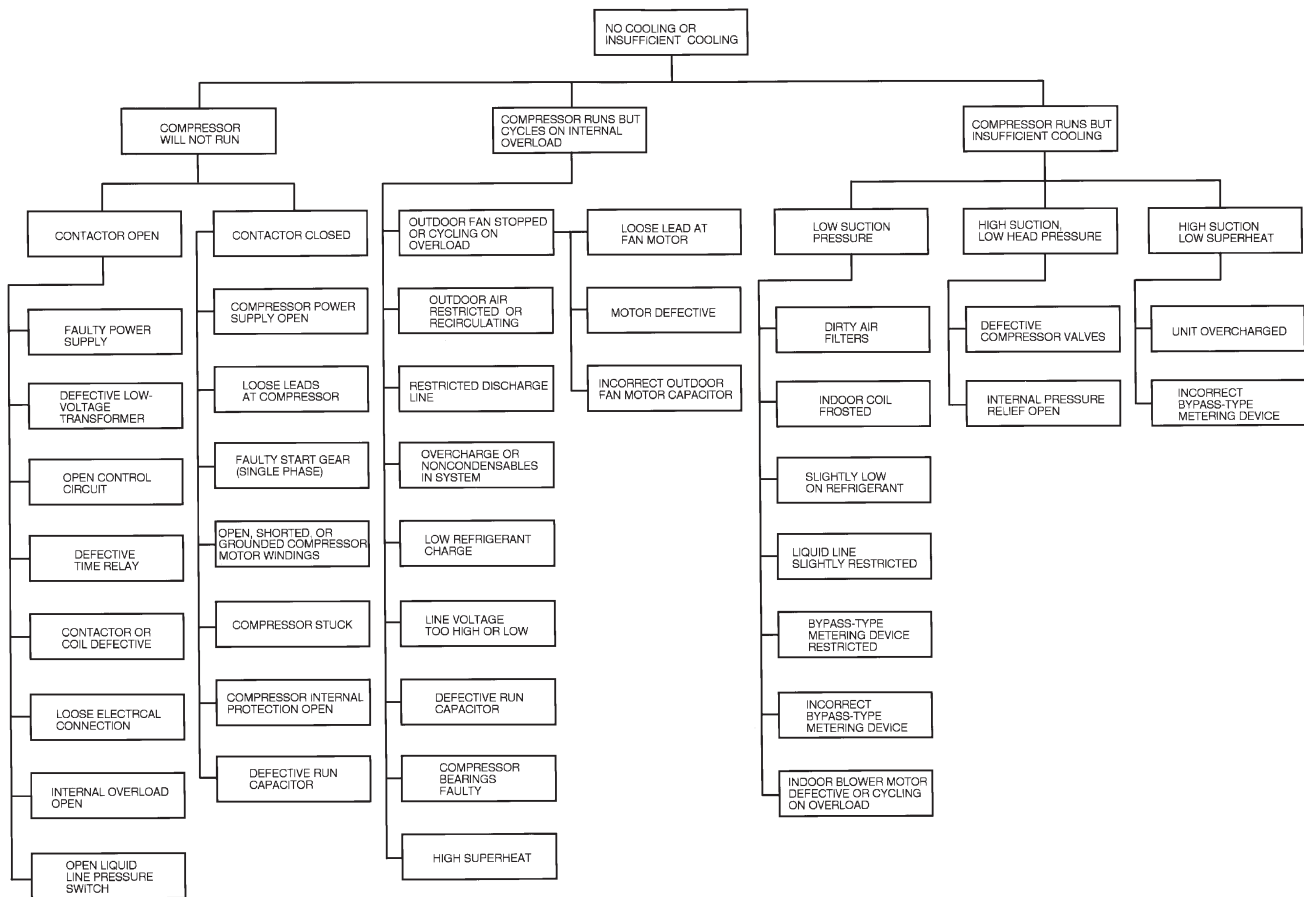 NO COOLING OR
INSUFFICIENT COOLING
COMPRESSOR
WILL NOT RUN
COMPRESSOR RUNS BUT
CYCLES ON INTERNAL
OVERLOAD
COMPRESSOR RUNS BUT
INSUFFICIENT COOLING
CONTACTOR OPEN
FAULTY POWER
SUPPLY
DEFECTIVE LOW-
VOLTAGE
TRANSFORMER
OPEN CONTROL
CIRCUIT
DEFECTIVE
TIME RELAY
CONTACTOR OR
COIL DEFECTIVE
LOOSE ELECTRCAL
CONNECTION
INTERNAL OVERLOAD
OPEN
OPEN LIQUID
LINE PRESSURE
SWITCH
CONTACTOR CLOSED
COMPRESSOR POWER
SUPPLY OPEN
LOOSE LEADS
AT COMPRESSOR
FAULTY START GEAR
(SINGLE PHASE)
OPEN, SHORTED, OR
GROUNDED COMPRESSOR
MOTOR WINDINGS
COMPRESSOR STUCK
COMPRESSOR INTERNAL
PROTECTION OPEN
DEFECTIVE RUN
CAPACITOR
OUTDOOR FAN STOPPED
OR CYCLING ON
OVERLOAD
OUTDOOR AIR
RESTRICTED OR
RECIRCULATING
RESTRICTED DISCHARGE
LINE
OVERCHARGE OR
NONCONDENSABLES
IN SYSTEM
LOW REFRIGERANT
CHARGE
LINE VOLTAGE
TOO HIGH OR LOW
DEFECTIVE RUN
CAPACITOR
COMPRESSOR
BEARINGS
FAULTY
HIGH SUPERHEAT
LOOSE LEAD AT
FAN MOTOR
MOTOR DEFECTIVE
INCORRECT OUTDOOR
FAN MOTOR CAPACITOR
LOW SUCTION
PRESSURE
DIRTY AIR
FILTERS
INDOOR COIL
FROSTED
SLIGHTLY LOW
ON REFRIGERANT
LIQUID LINE
SLIGHTLY RESTRICTED
BYPASS-TYPE
METERING DEVICE
RESTRICTED
INCORRECT
BYPASS-TYPE
METERING DEVICE
INDOOR BLOWER MOTOR
DEFECTIVE OR CYCLING
ON OVERLOAD
HIGH SUCTION,
LOW HEAD PRESSURE
DEFECTIVE
COMPRESSOR VALVES
INTERNAL PRESSURE
RELIEF OPEN
HIGH SUCTION
LOW SUPERHEAT
UNIT OVERCHARGED
INCORRECT
BYPASS-TYPE
METERING DEVICE